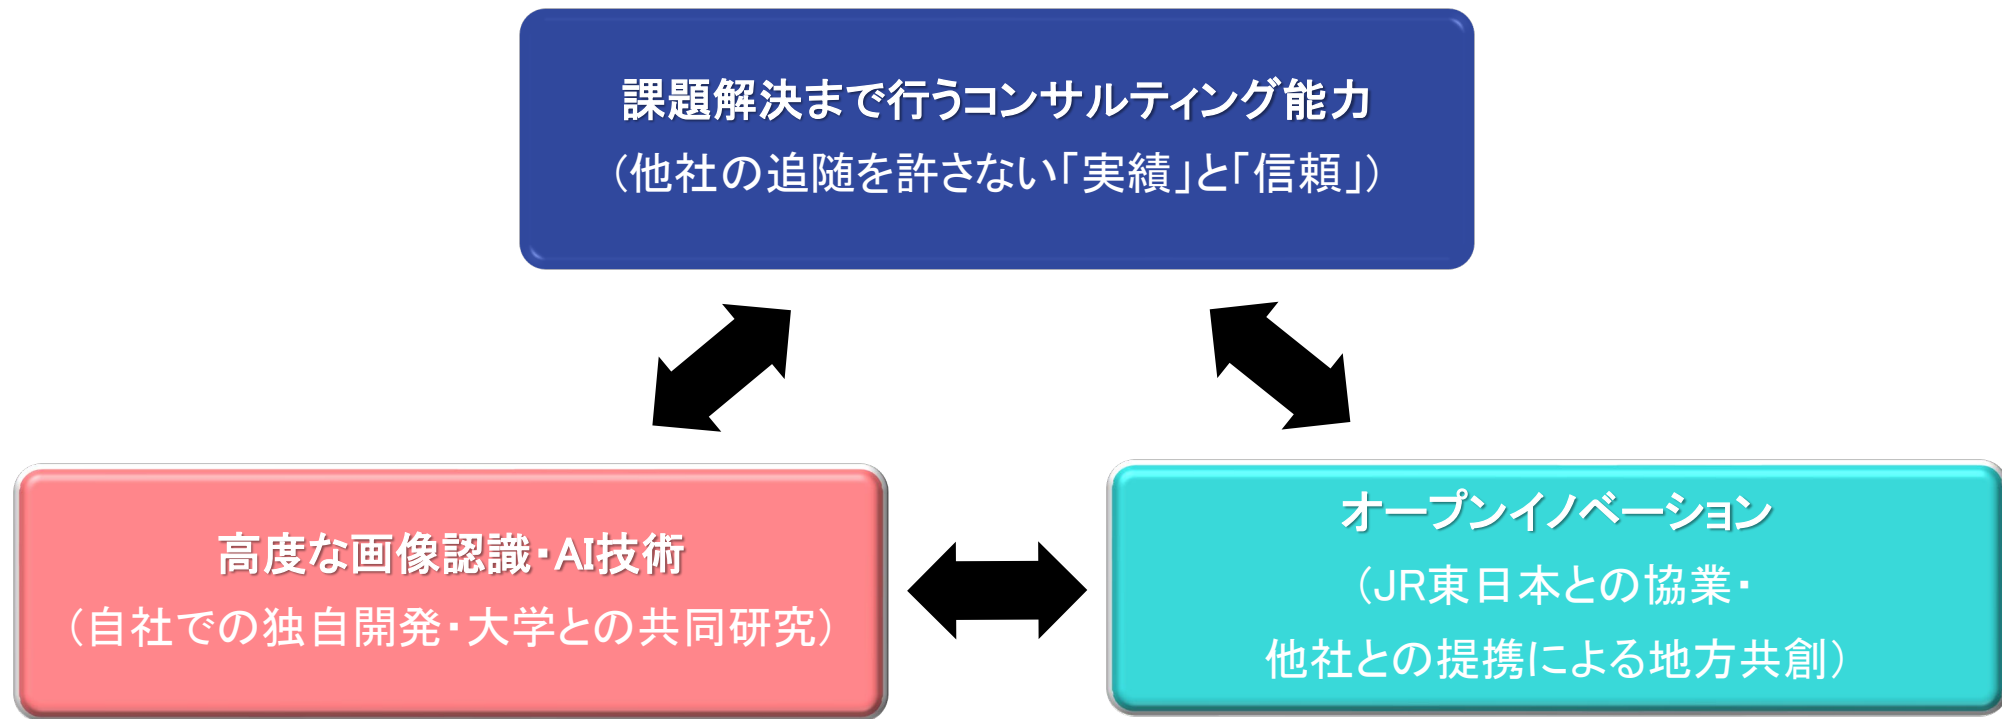 課題解決まで行うコンサルティング能力
（他社の追随を許さない「実績」と「信頼」）
高度な画像認識・AI技術
（自社での独自開発・大学との共同研究）
オープンイノベーション
（JR東日本との協業・
他社との提携による地方共創）